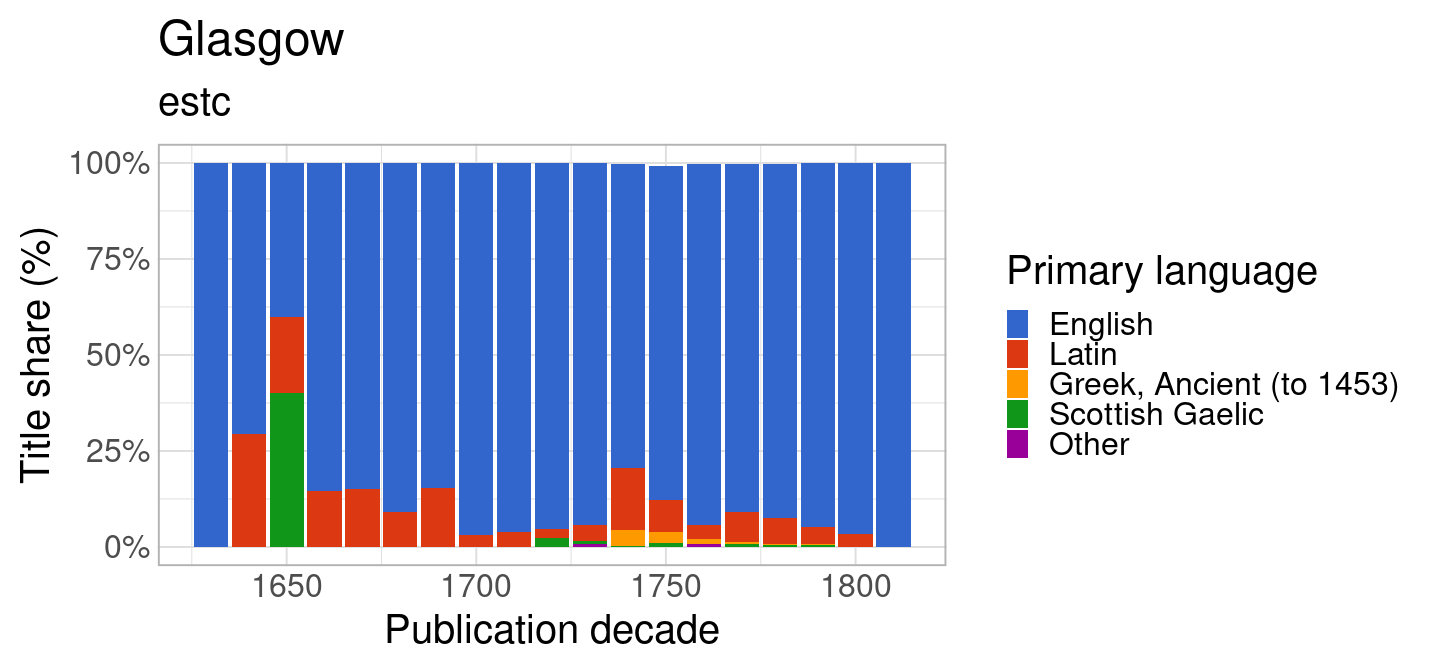 Glasgow
estc
Title share (%)
100%
75%
50%
25%
0%
1650 1700 1750 1800
Publication decade
Primary language
English
Latin
Greek, Ancient (to 1453)
Scottish Gaelic
Other